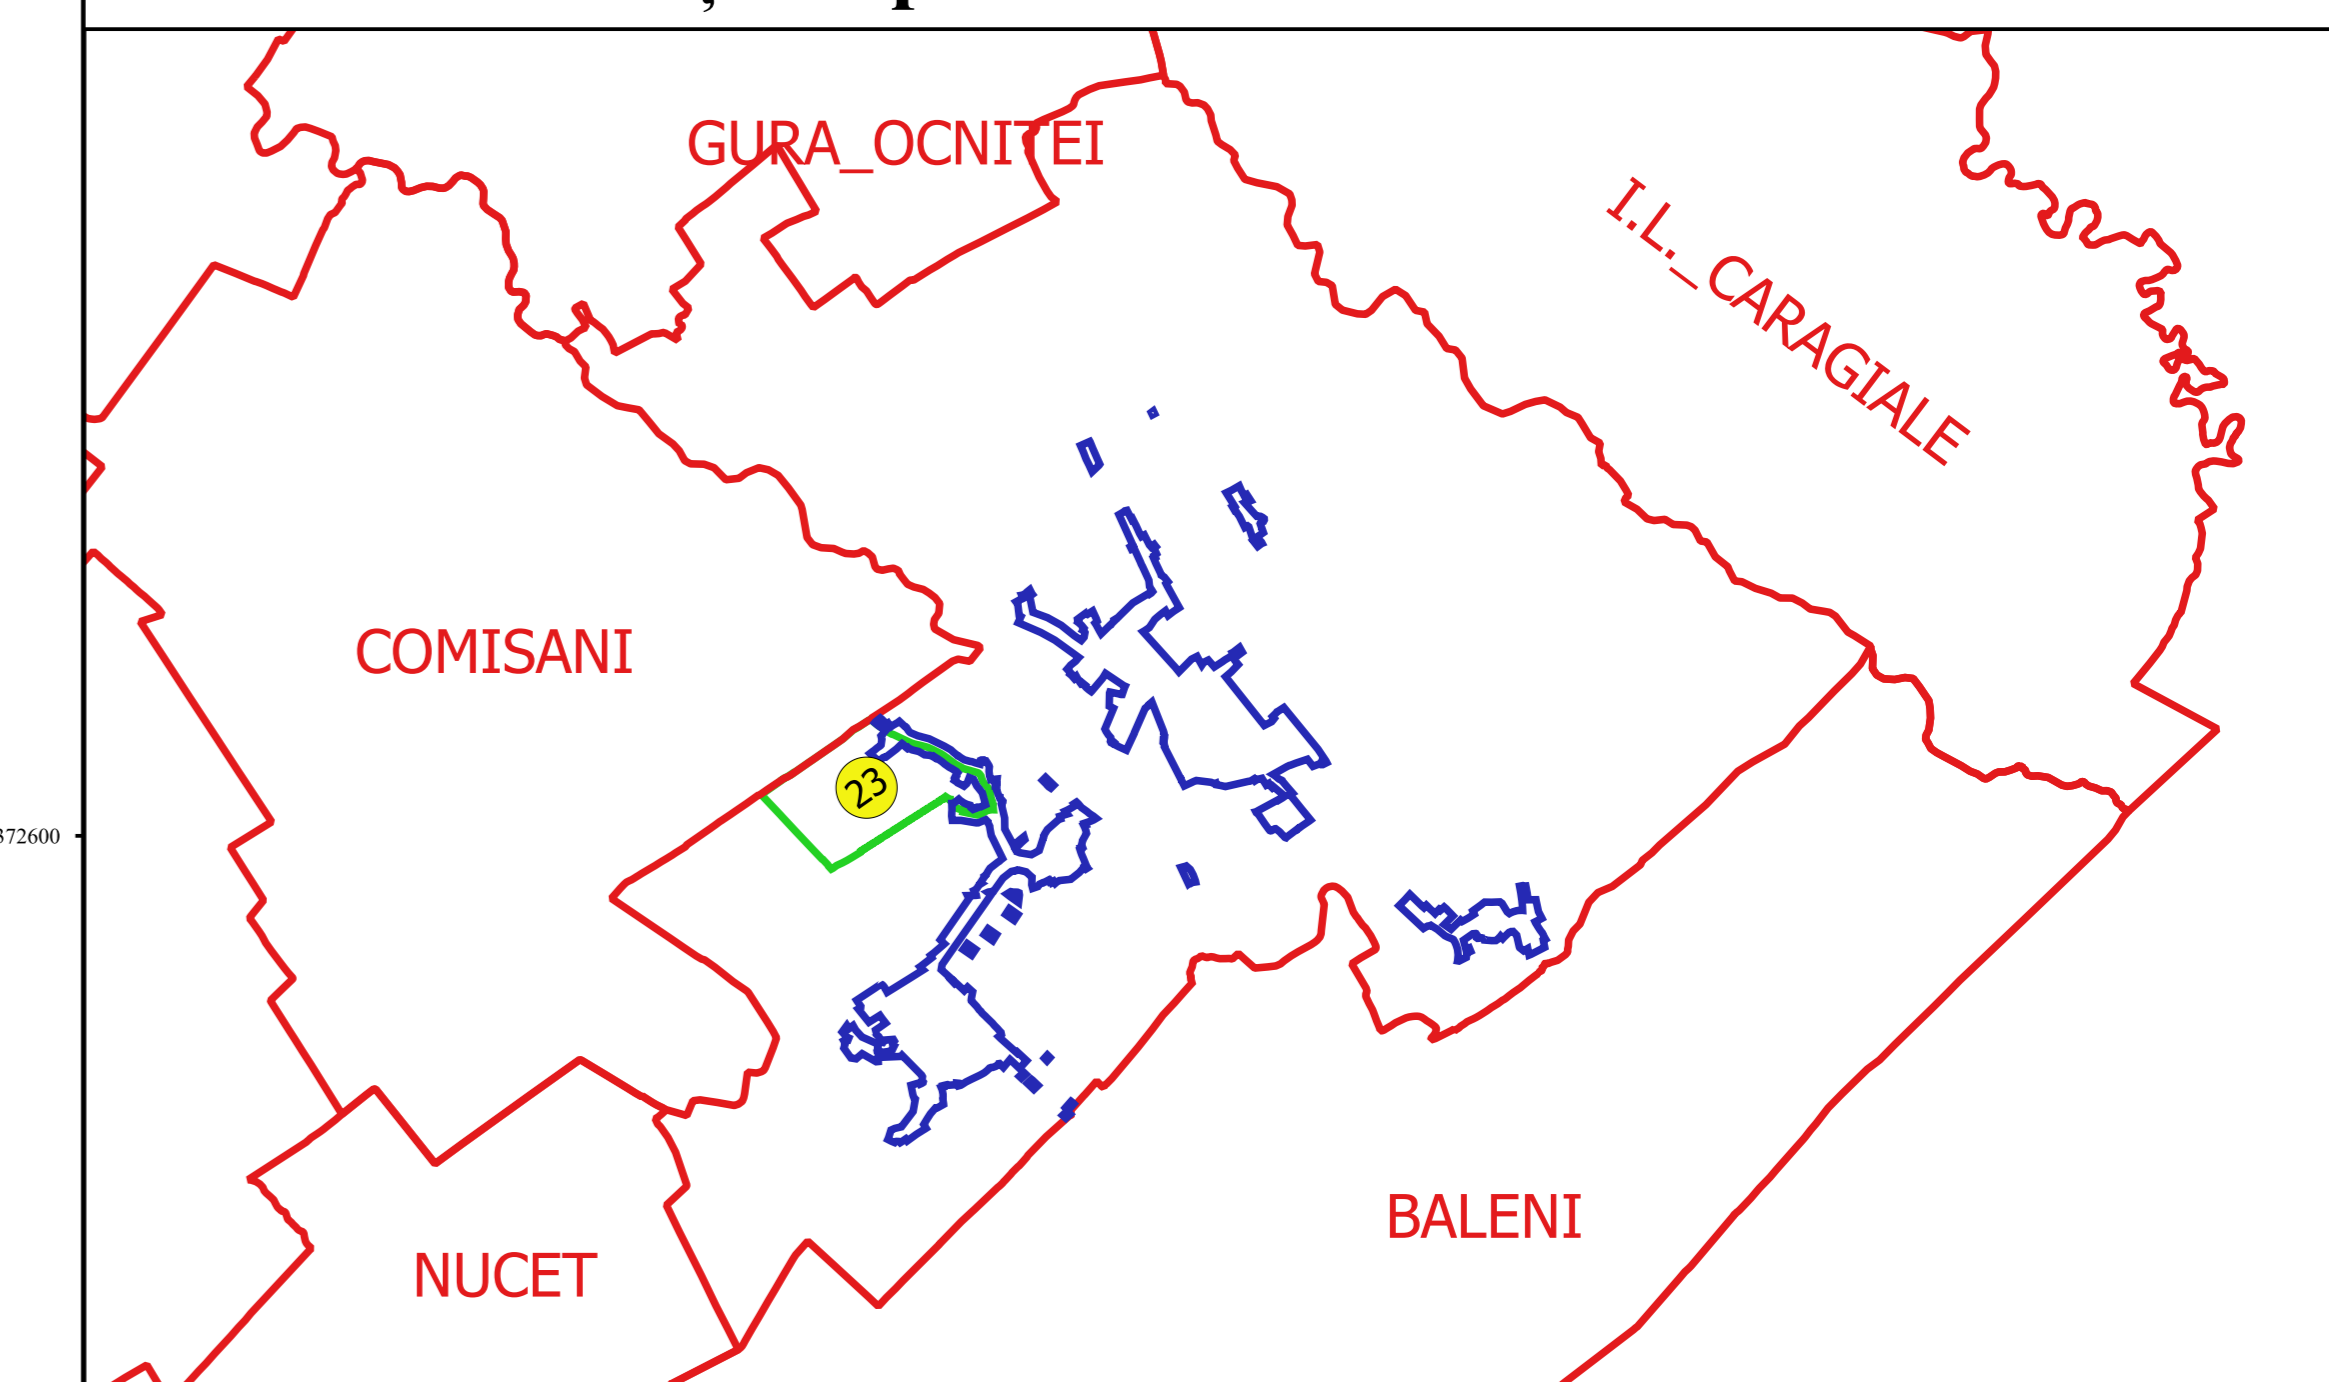 GURA_OCNITEI
I.L._CARAGIALE
COMISANI
23
372600
BALENI
NUCET